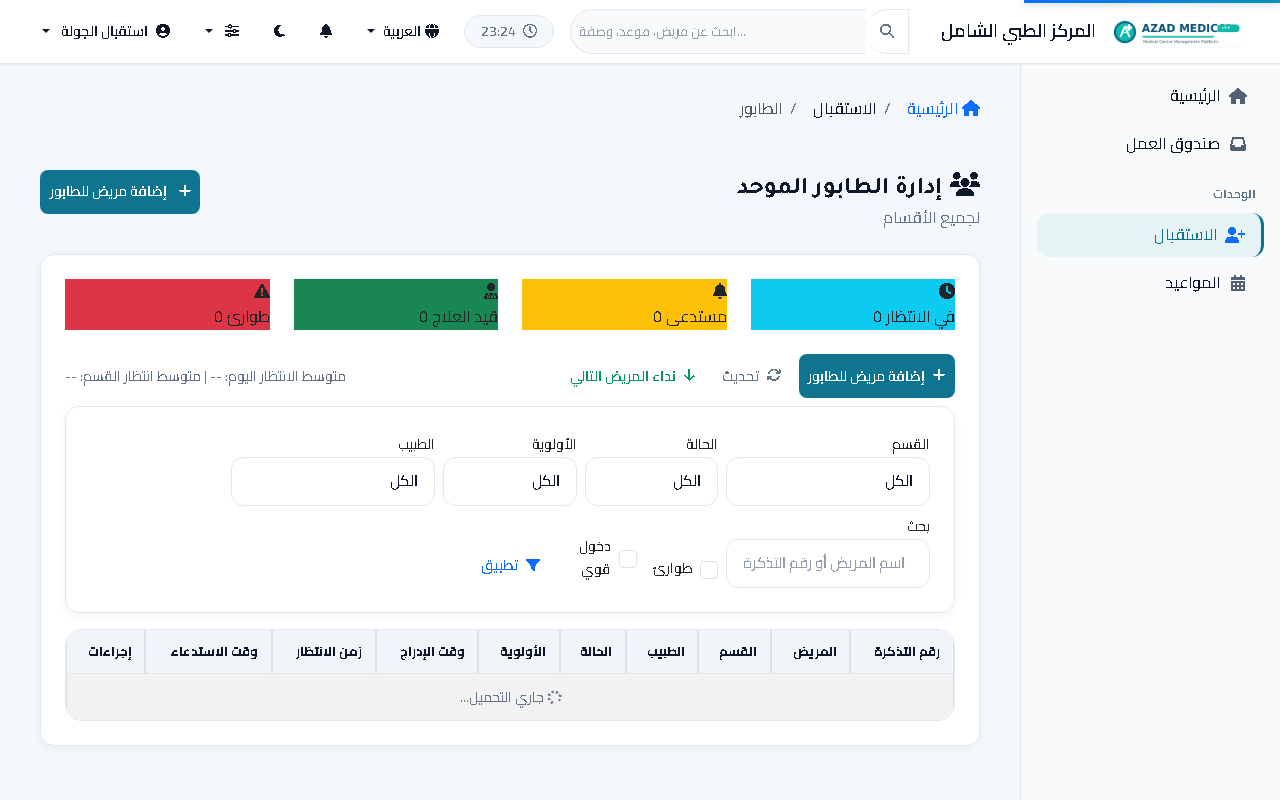 AZAD MEDIC
Medical Centre Management Platform
المركز الطبي الشامل
ابحث عن مريض، موعد، وصفة...
23:24
العربية
استقبال الجولة
الرئيسية
صندوق العمل
الوحدات
الاستقبال
المواعيد
الرئيسية / الاستقبال / الطابور
إدارة الطابور الموحد
لجميع الأقسام
إضافة مريض للطابور
في الانتظار 0
مستدعى 0
قيد العلاج 0
طوارئ 0
إضافة مريض للطابور
تحديث
نداء المريض التالي
متوسط الانتظار اليوم: -- | متوسط انتظار القسم: --
القسم الحالة الأولوية الطبيب
الكل الكل الكل الكل
بحث
اسم المريض أو رقم التذكرة
طوارئ
دخول
قوي
تطبيق
رقم التذكرة المريض القسم الطبيب الحالة الأولوية وقت الإدراج زمن الانتظار وقت الاستدعاء إجراءات
جاري التحميل...